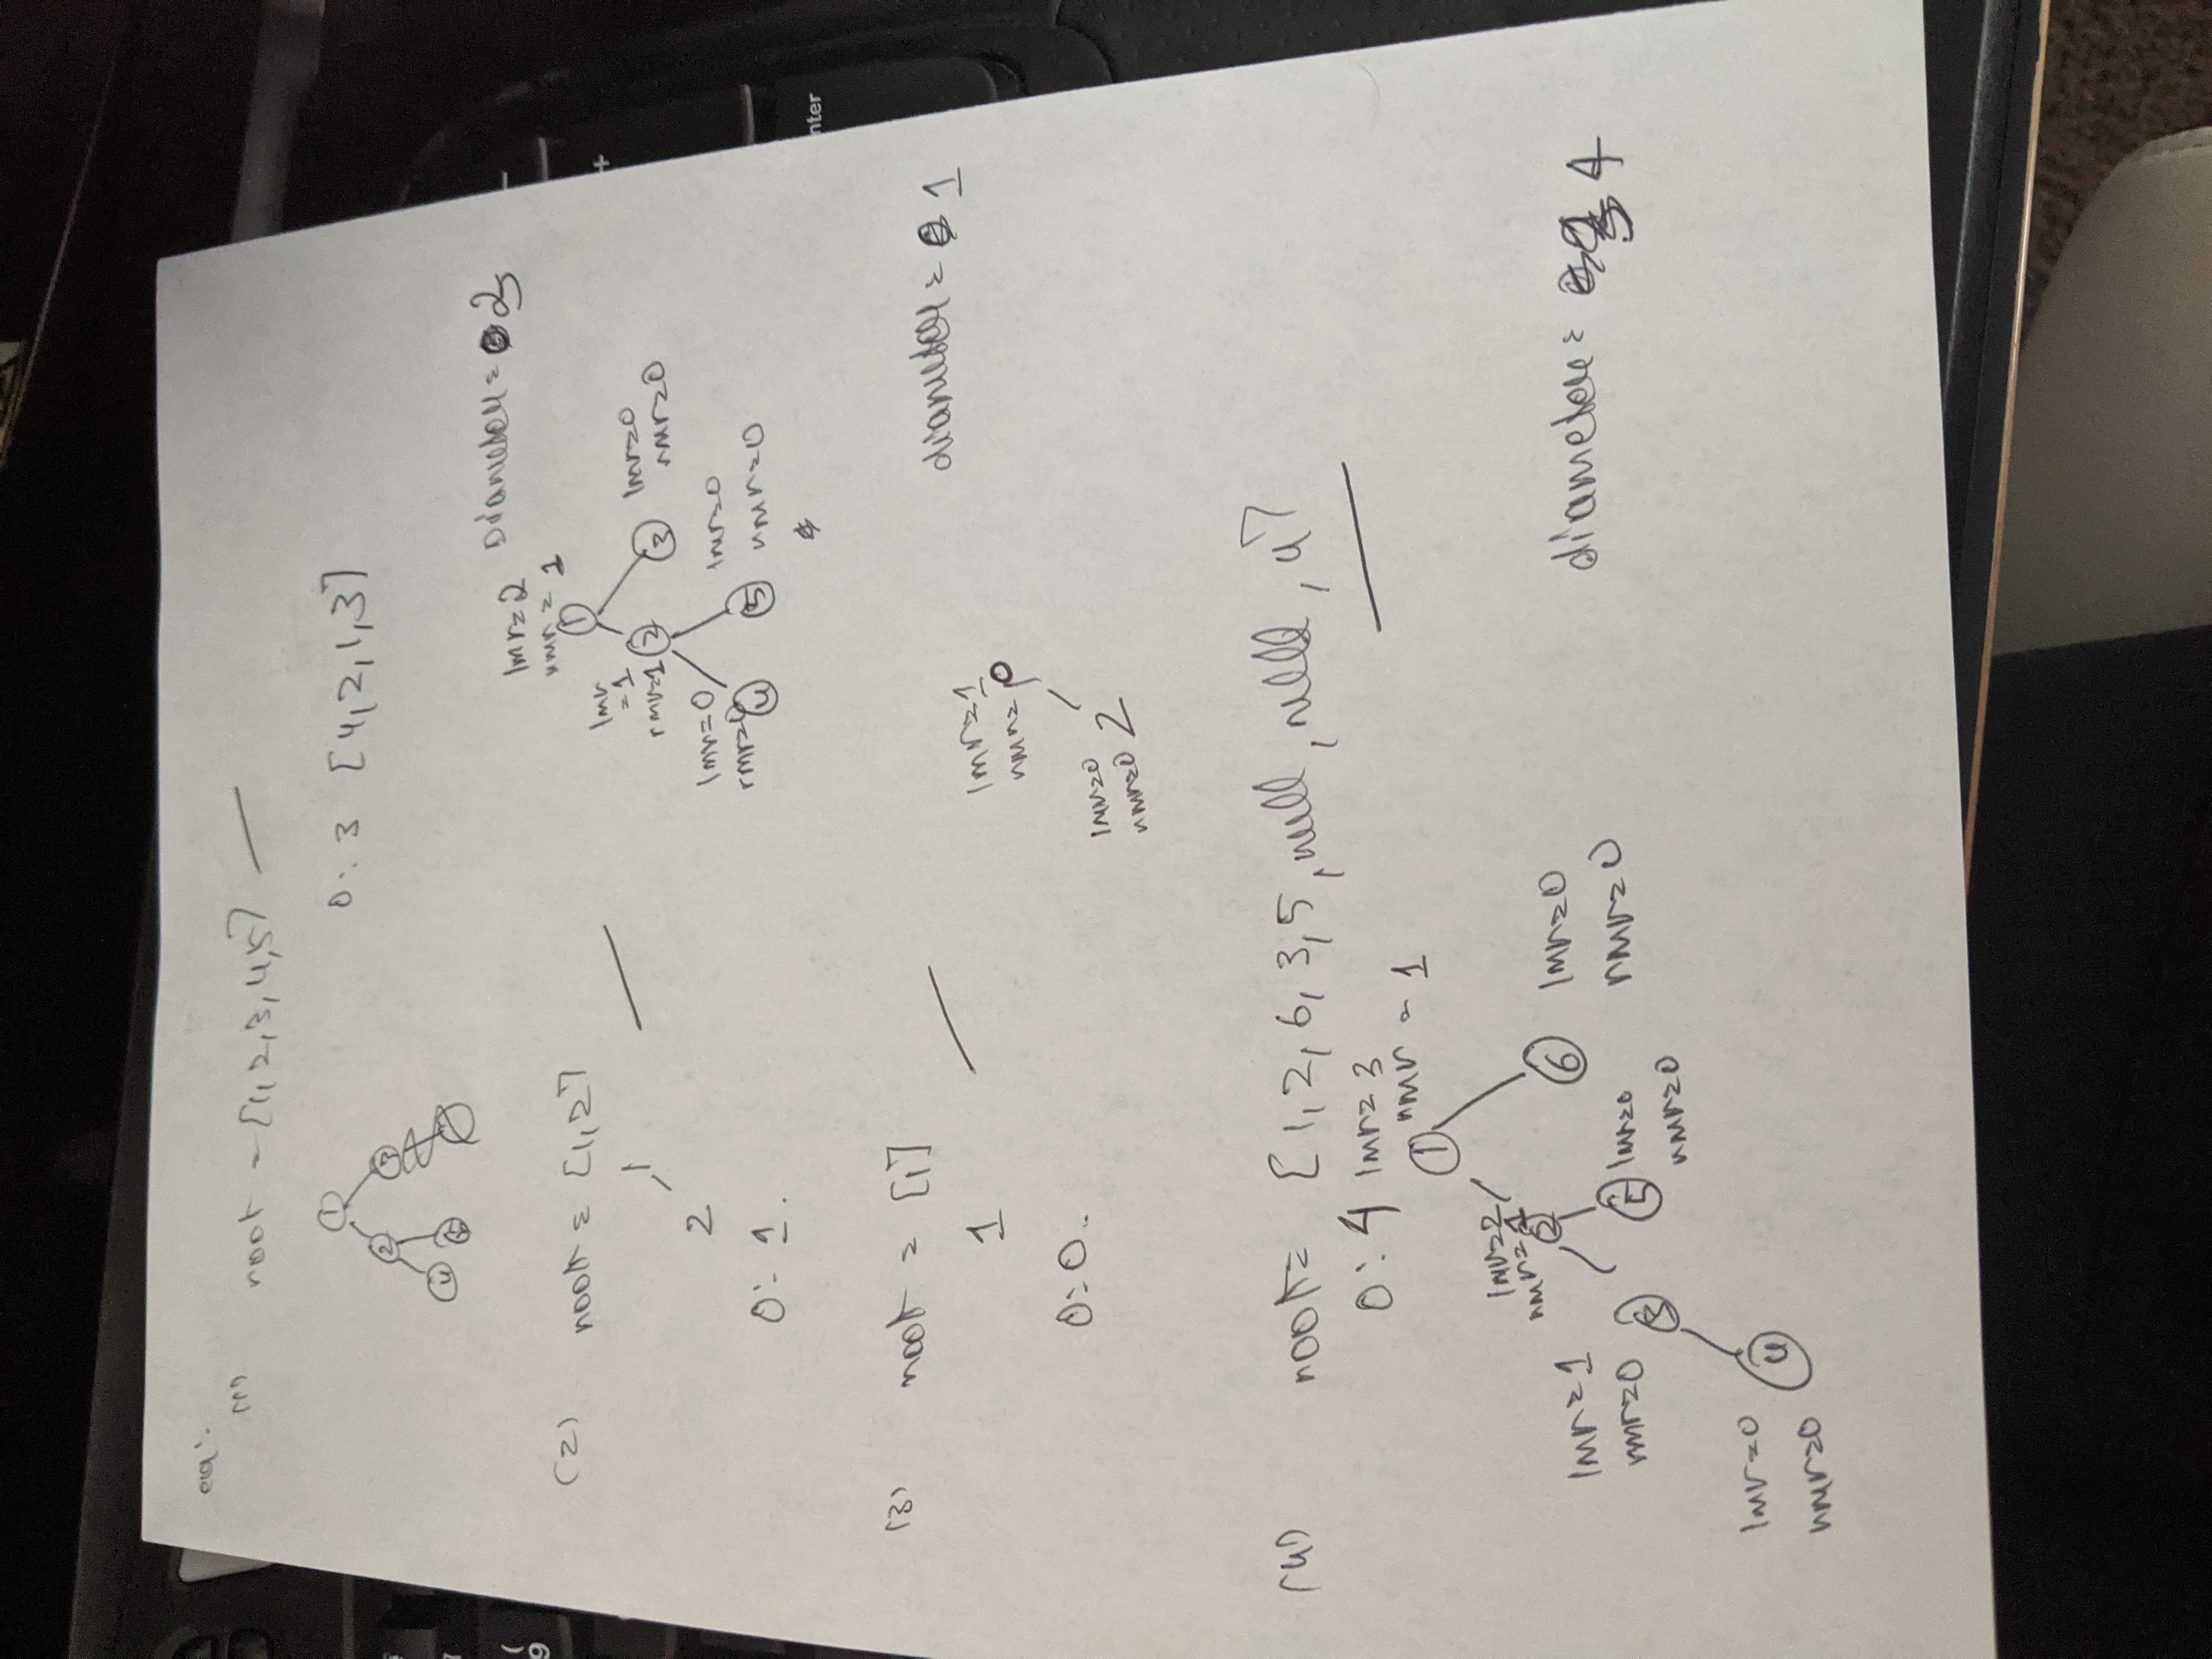 eg:
(1) root = [1,2,3,4,5]
O: 3 [4,2,1,3]
1
2 3
4 5
Diameter = 3
lmr=2
rmr = 1
1
lmr
=1
rmr=1 2
3 lmr=0
rmr=0
lmr=0
rmr=0 4
5 lmr=0
rmr=0
(2) root = [1,2]
1
2
O: 1.
(3) root = [1]
1
O: 0..
diameter = 1
lmr=1
rmr= 0
1
lmr=0
rmr=0 2
(4) root = [1,2,6,3,5,null,null,4]
O: 4
lmr= 3
rmr = 1
1
lmr=2
rmr=1
2
6 lmr=0
rmr=0
lmr=1
rmr=0 3
5 lmr=0
rmr=0
lmr=0
rmr=0 4
diameter = 4
nter
(
9
+